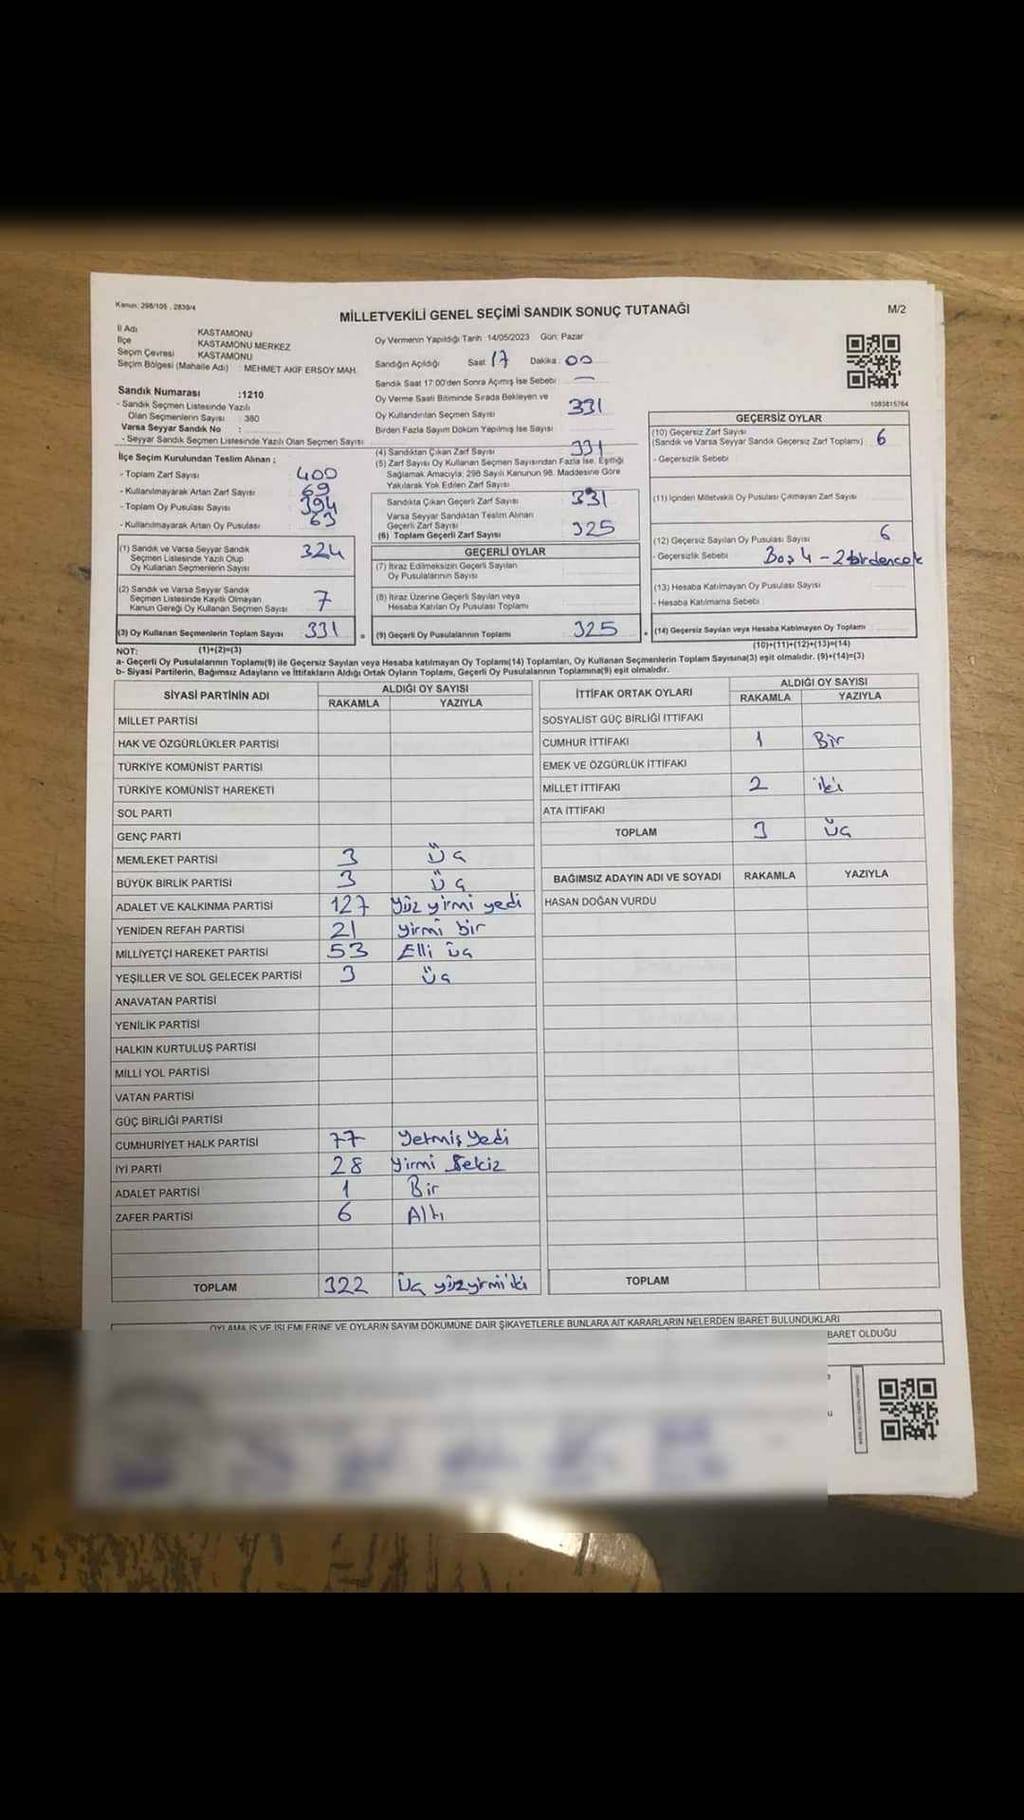 Kanun: 298/105 , 2839/4
MİLLETVEKİLİ GENEL SEÇİMİ SANDIK SONUÇ TUTANAĞI
M/2
İl Adı KASTAMONU
İlçe KASTAMONU MERKEZ
Seçim Çevresi KASTAMONU
Seçim Bölgesi (Mahalle Adı) MEHMET AKİF ERSOY MAH.
Sandık Numarası :1210
- Sandık Seçmen Listesinde Yazılı
Olan Seçmenlerin Sayısı : 380
Varsa Seyyar Sandık No :
- Seyyar Sandık Seçmen Listesinde Yazılı Olan Seçmen Sayısı
Oy Vermenin Yapıldığı Tarih :14/05/2023 Gün: Pazar
Sandığın Açıldığı Saat 17 Dakika: 00
Sandık Saat 17:00'den Sonra Açımış İse Sebebi: —
Oy Verme Saati Bitiminde Sırada Bekleyen ve
Oy Kullandırılan Seçmen Sayısı 331
Birden Fazla Sayım Döküm Yapılmış İse Sayısı
1083815764
İlçe Seçim Kurulundan Teslim Alınan ;
- Toplam Zarf Sayısı 400
- Kullanılmayarak Artan Zarf Sayısı 69
- Toplam Oy Pusulası Sayısı 394
- Kullanılmayarak Artan Oy Pusulası 63
(4) Sandıktan Çıkan Zarf Sayısı 331
(5) Zarf Sayısı Oy Kullanan Seçmen Sayısından Fazla İse, Eşitliği
Sağlamak Amacıyla, 298 Sayılı Kanunun 98. Maddesine Göre
Yakılarak Yok Edilen Zarf Sayısı
Sandıkta Çıkan Geçerli Zarf Sayısı 331
Varsa Seyyar Sandıktan Teslim Alınan
Geçerli Zarf Sayısı
(6) Toplam Geçerli Zarf Sayısı 325
GEÇERSİZ OYLAR
(10) Geçersiz Zarf Sayısı
(Sandık ve Varsa Seyyar Sandık Geçersiz Zarf Toplamı) 6
- Geçersizlik Sebebi
(11) İçinden Milletvekili Oy Pusulası Çıkmayan Zarf Sayısı
(12) Geçersiz Sayılan Oy Pusulası Sayısı 6
- Geçersizlik Sebebi Boş 4 - 2 birdençok
(13) Hesaba Katılmayan Oy Pusulası Sayısı
- Hesaba Katılmama Sebebi
(14) Geçersiz Sayılan veya Hesaba Katılmayan Oy Toplamı
(10)+(11)+(12)+(13)=(14)
(1) Sandık ve Varsa Seyyar Sandık
Seçmen Listesinde Yazılı Olup
Oy Kullanan Seçmenlerin Sayısı 324
(2) Sandık ve Varsa Seyyar Sandık
Seçmen Listesinde Kayıtlı Olmayan
Kanun Gereği Oy Kullanan Seçmen Sayısı 7
(3) Oy Kullanan Seçmenlerin Toplam Sayısı 331
(1)+(2)=(3)
GEÇERLİ OYLAR
(7) İtiraz Edilmeksizin Geçerli Sayılan
Oy Pusulalarının Sayısı
(8) İtiraz Üzerine Geçerli Sayılan veya
Hesaba Katılan Oy Pusulası Toplamı
(9) Geçerli Oy Pusulalarının Toplamı 325
NOT:
a- Geçerli Oy Pusulalarının Toplamı(9) ile Geçersiz Sayılan veya Hesaba katılmayan Oy Toplamı(14) Toplamları, Oy Kullanan Seçmenlerin Toplam Sayısına(3) eşit olmalıdır. (9)+(14)=(3)
b- Siyasi Partilerin, Bağımsız Adayların ve İttifakların Aldığı Ortak Oyların Toplamı, Geçerli Oy Pusulalarının Toplamına(9) eşit olmalıdır.
SİYASİ PARTİNİN ADI ALDIĞI OY SAYISI
RAKAMLA YAZIYLA
MİLLET PARTİSİ
HAK VE ÖZGÜRLÜKLER PARTİSİ
TÜRKİYE KOMÜNİST PARTİSİ
TÜRKİYE KOMÜNİST HAREKETİ
SOL PARTİ
GENÇ PARTİ
MEMLEKET PARTİSİ 3 Üç
BÜYÜK BİRLİK PARTİSİ 3 Üç
ADALET VE KALKINMA PARTİSİ 127 Yüz yirmi yedi
YENİDEN REFAH PARTİSİ 21 yirmi bir
MİLLİYETÇİ HAREKET PARTİSİ 53 Elli üç
YEŞİLLER VE SOL GELECEK PARTİSİ 3 üç
ANAVATAN PARTİSİ
YENİLİK PARTİSİ
HALKIN KURTULUŞ PARTİSİ
MİLLİ YOL PARTİSİ
VATAN PARTİSİ
GÜÇ BİRLİĞİ PARTİSİ
CUMHURİYET HALK PARTİSİ 77 Yetmiş Yedi
İYİ PARTİ 28 Yirmi Sekiz
ADALET PARTİSİ 1 Bir
ZAFER PARTİSİ 6 Altı
TOPLAM 322 Üç yüzyirmi iki
İTTİFAK ORTAK OYLARI ALDIĞI OY SAYISI
RAKAMLA YAZIYLA
SOSYALİST GÜÇ BİRLİĞİ İTTİFAKI
CUMHUR İTTİFAKI 1 Bir
EMEK VE ÖZGÜRLÜK İTTİFAKI
MİLLET İTTİFAKI 2 iki
ATA İTTİFAKI
TOPLAM 3 Üç
BAĞIMSIZ ADAYIN ADI VE SOYADI RAKAMLA YAZIYLA
HASAN DOĞAN VURDU
TOPLAM
OYLAMA İŞ VE İŞLEMLERİNE VE OYLARIN SAYIM DÖKÜMÜNE DAİR ŞİKAYETLERLE BUNLARA AİT KARARLARIN NELERDEN İBARET BULUNDUKLARI
BARET OLDUĞU